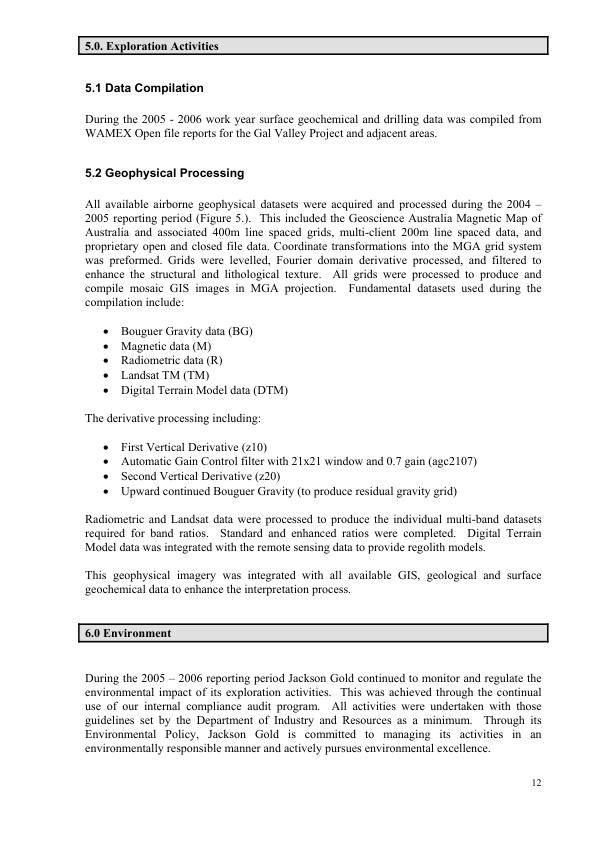 5.0. Exploration Activities
5.1 Data Compilation
During the 2005 - 2006 work year surface geochemical and drilling data was compiled from
WAMEX Open file reports for the Gal Valley Project and adjacent areas.
5.2 Geophysical Processing
All available airborne geophysical datasets were acquired and processed during the 2004 –
2005 reporting period (Figure 5.).  This included the Geoscience Australia Magnetic Map of
Australia and associated 400m line spaced grids, multi-client 200m line spaced data, and
proprietary open and closed file data. Coordinate transformations into the MGA grid system
was preformed. Grids were levelled, Fourier domain derivative processed, and filtered to
enhance the structural and lithological texture.  All grids were processed to produce and
compile mosaic GIS images in MGA projection.  Fundamental datasets used during the
compilation include:
• Bouguer Gravity data (BG)
• Magnetic data (M)
• Radiometric data (R)
• Landsat TM (TM)
• Digital Terrain Model data (DTM)
The derivative processing including:
• First Vertical Derivative (z10)
• Automatic Gain Control filter with 21x21 window and 0.7 gain (agc2107)
• Second Vertical Derivative (z20)
• Upward continued Bouguer Gravity (to produce residual gravity grid)
Radiometric and Landsat data were processed to produce the individual multi-band datasets
required for band ratios.  Standard and enhanced ratios were completed.  Digital Terrain
Model data was integrated with the remote sensing data to provide regolith models.
This geophysical imagery was integrated with all available GIS, geological and surface
geochemical data to enhance the interpretation process.
6.0 Environment
During the 2005 – 2006 reporting period Jackson Gold continued to monitor and regulate the
environmental impact of its exploration activities.  This was achieved through the continual
use of our internal compliance audit program.  All activities were undertaken with those
guidelines set by the Department of Industry and Resources as a minimum.  Through its
Environmental Policy, Jackson Gold is committed to managing its activities in an
environmentally responsible manner and actively pursues environmental excellence.
12